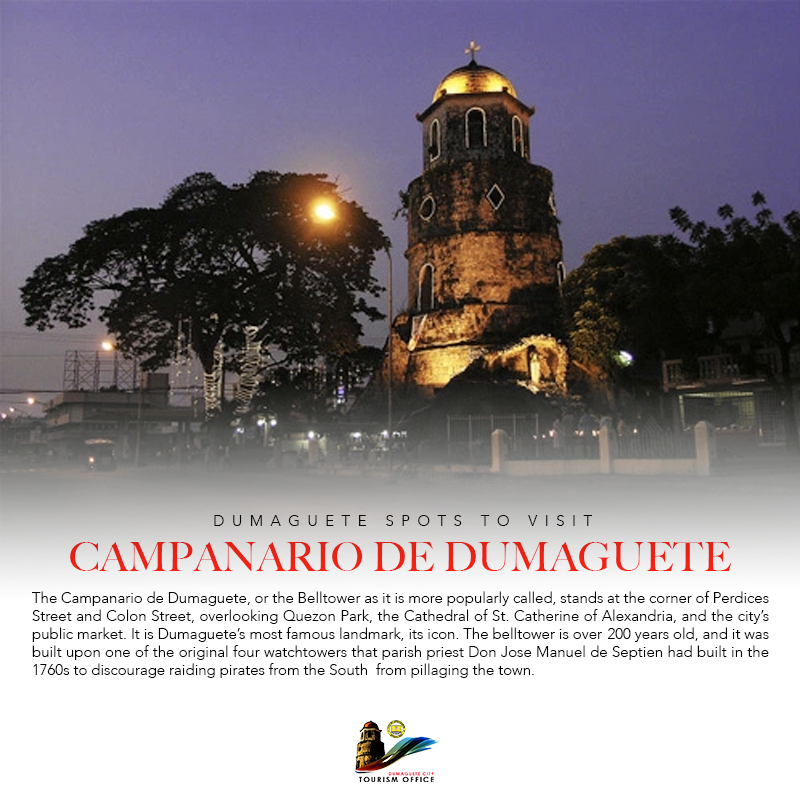 DUMAGUETE SPOTS TO VISIT
CAMPANARIO DE DUMAGUETE
The Campanario de Dumaguete, or the Belltower as it is more popularly called, stands at the corner of Perdices
Street and Colon Street, overlooking Quezon Park, the Cathedral of St. Catherine of Alexandria, and the city's
public market. It is Dumaguete's most famous landmark, its icon. The belltower is over 200 years old, and it was
built upon one of the original four watchtowers that parish priest Don Jose Manuel de Septien had built in the
1760s to discourage raiding pirates from the South from pillaging the town.
DUMAGUETE CITY
TOURISM OFFICE